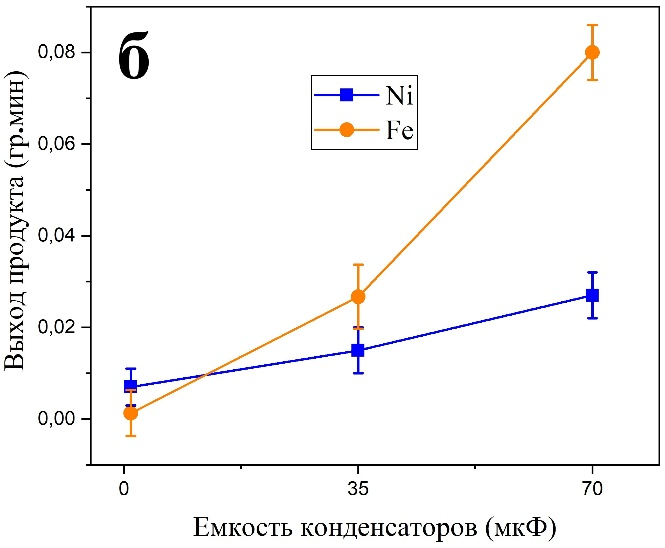 б
Ni
Fe
Выход продукта (гр.мин)
0,08
0,06
0,04
0,02
0,00
0
35
70
Емкость конденсаторов (мкФ)